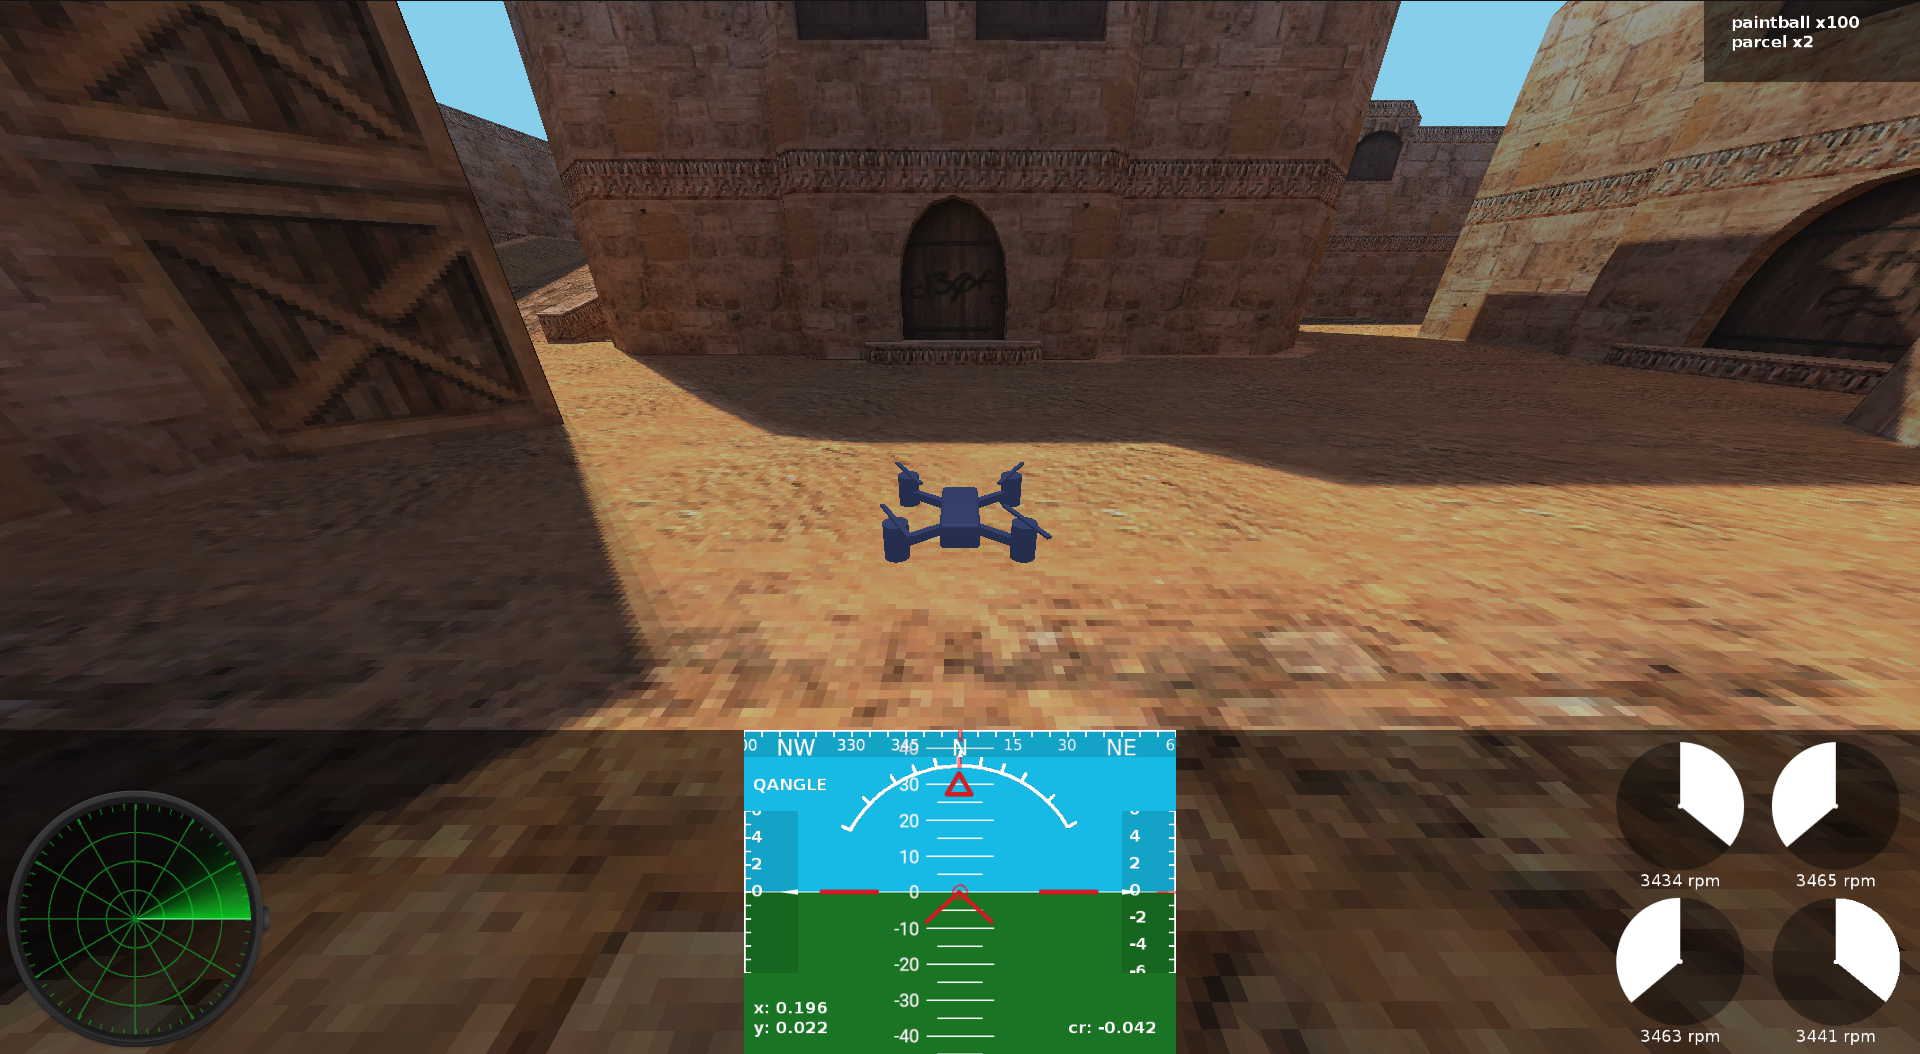 paintball x100
parcel x2
NW 330 345 N 15 30 NE
QANGLE
40
30
20
10
0
-10
-20
-30
-40
4
2
0
4
2
0
-2
-4
-6
x: 0.196
y: 0.022
cr: -0.042
3434 rpm
3465 rpm
3463 rpm
3441 rpm